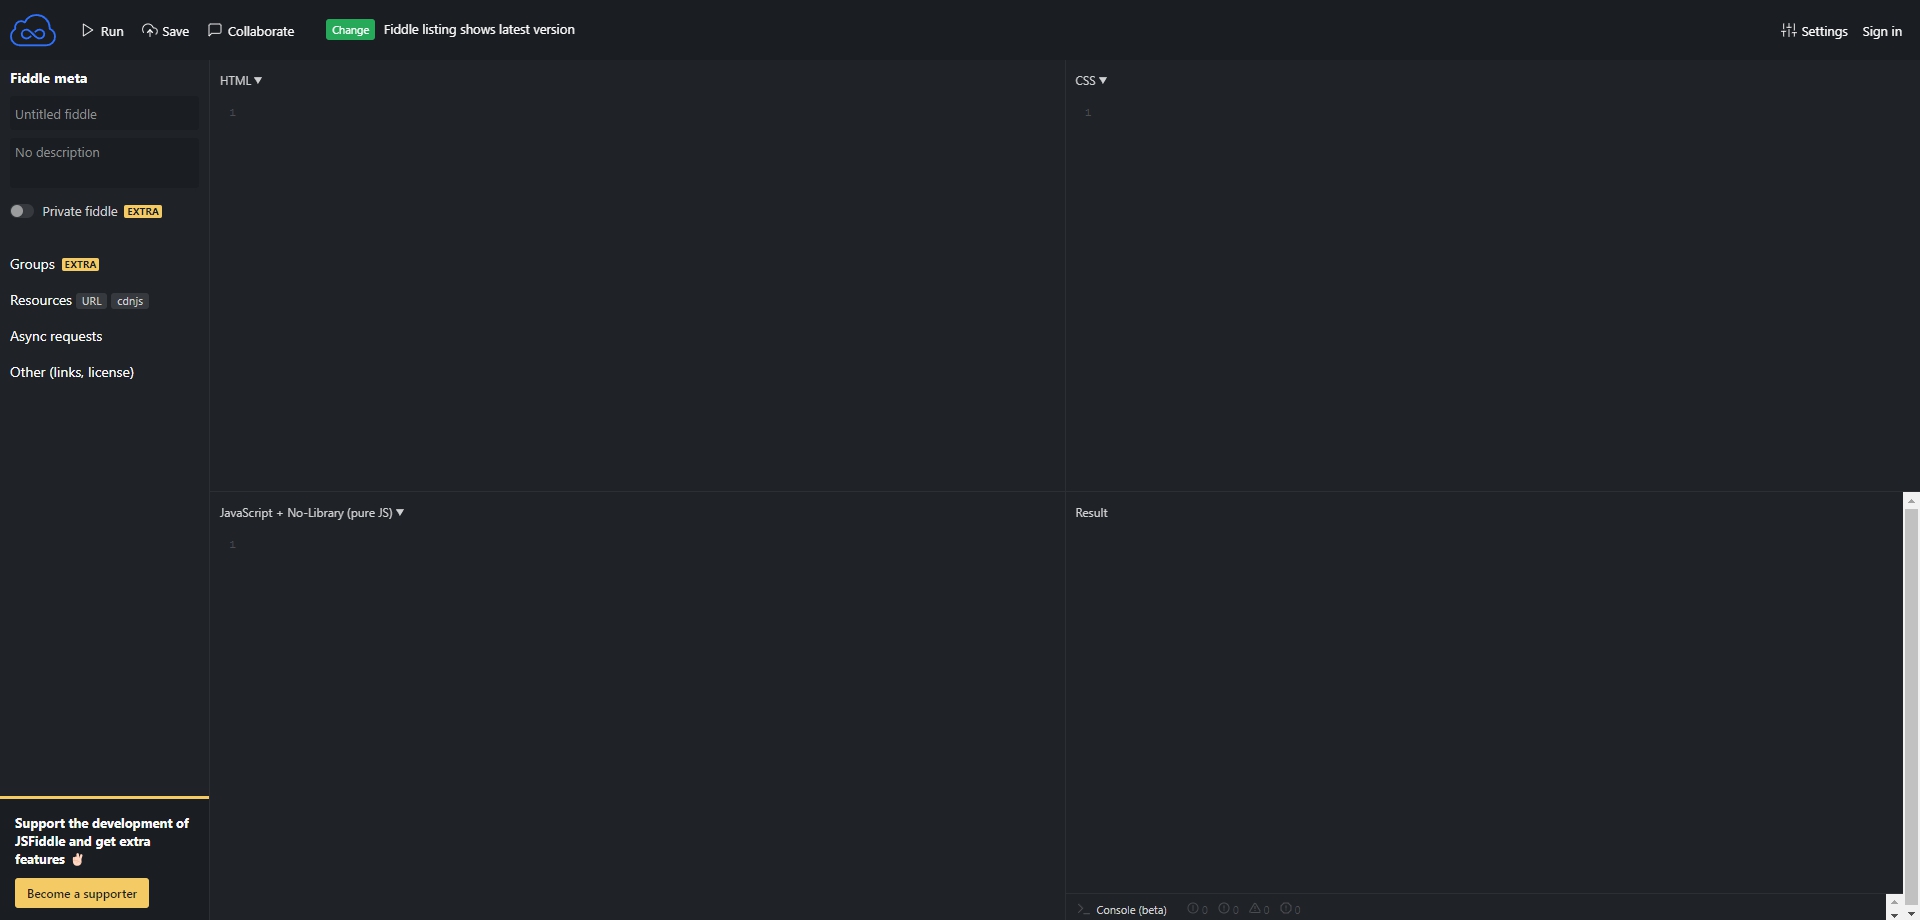 Run Save Collaborate Change Fiddle listing shows latest version Settings Sign in
Fiddle meta
Untitled fiddle
No description
Private fiddle EXTRA
Groups EXTRA
Resources URL cdnjs
Async requests
Other (links, license)
Support the development of
JSFiddle and get extra
features ✌🏻
Become a supporter
HTML ▼
1
CSS ▼
1
JavaScript + No-Library (pure JS) ▼
1
Result
>_ Console (beta) 0 0 0 0